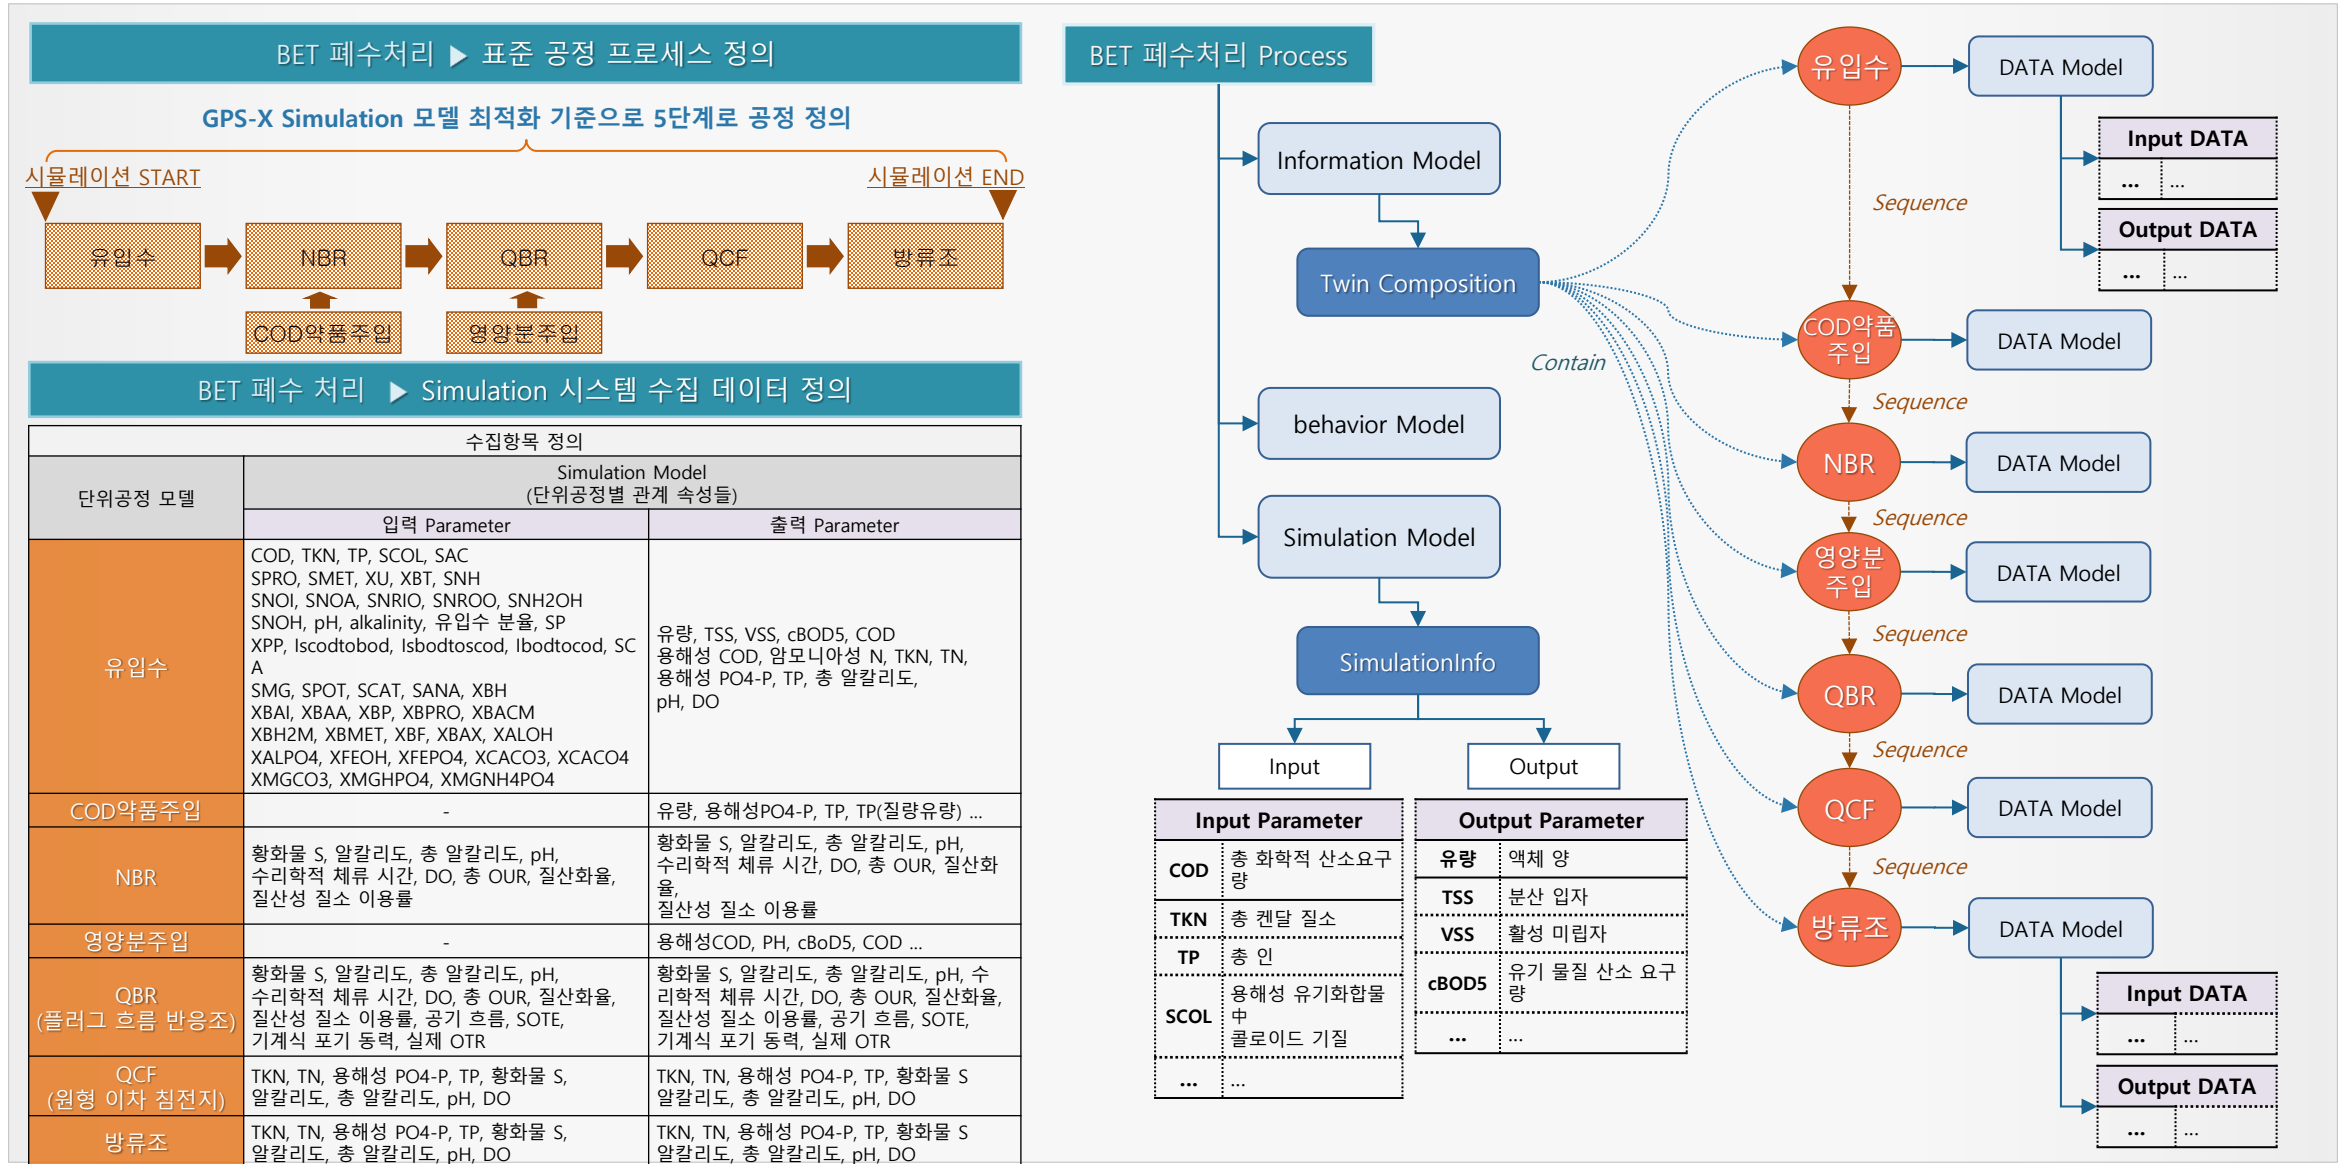 BET 폐수처리 ▶ 표준 공정 프로세스 정의
GPS-X Simulation 모델 최적화 기준으로 5단계로 공정 정의
시뮬레이션 START
시뮬레이션 END
유입수
NBR
QBR
QCF
방류조
COD약품주입
영양분주입
BET 폐수 처리 ▶ Simulation 시스템 수집 데이터 정의
수집항목 정의
단위공정 모델
Simulation Model
(단위공정별 관계 속성들)
입력 Parameter
출력 Parameter
유입수
COD, TKN, TP, SCOL, SAC
SPRO, SMET, XU, XBT, SNH
SNOI, SNOA, SNRIO, SNROO, SNH2OH
SNOH, pH, alkalinity, 유입수 분율, SP
XPP, Iscodtobod, Isbodtoscod, Ibodtocod, SC
A
SMG, SPOT, SCAT, SANA, XBH
XBAI, XBAA, XBP, XBPRO, XBACM
XBH2M, XBMET, XBF, XBAX, XALOH
XALPO4, XFEOH, XFEPO4, XCACO3, XCACO4
XMGCO3, XMGHPO4, XMGNH4PO4
유량, TSS, VSS, cBOD5, COD
용해성 COD, 암모니아성 N, TKN, TN,
용해성 PO4-P, TP, 총 알칼리도,
pH, DO
COD약품주입
-
유량, 용해성PO4-P, TP, TP(질량유량) ...
NBR
황화물 S, 알칼리도, 총 알칼리도, pH,
수리학적 체류 시간, DO, 총 OUR, 질산화율,
질산성 질소 이용률
황화물 S, 알칼리도, 총 알칼리도, pH,
수리학적 체류 시간, DO, 총 OUR, 질산화
율,
질산성 질소 이용률
영양분주입
-
용해성COD, PH, cBoD5, COD ...
QBR
(플러그 흐름 반응조)
황화물 S, 알칼리도, 총 알칼리도, pH,
수리학적 체류 시간, DO, 총 OUR, 질산화율,
질산성 질소 이용률, 공기 흐름, SOTE,
기계식 포기 동력, 실제 OTR
황화물 S, 알칼리도, 총 알칼리도, pH, 수
리학적 체류 시간, DO, 총 OUR, 질산화율,
질산성 질소 이용률, 공기 흐름, SOTE,
기계식 포기 동력, 실제 OTR
QCF
(원형 이차 침전지)
TKN, TN, 용해성 PO4-P, TP, 황화물 S,
알칼리도, 총 알칼리도, pH, DO
TKN, TN, 용해성 PO4-P, TP, 황화물 S
알칼리도, 총 알칼리도, pH, DO
방류조
TKN, TN, 용해성 PO4-P, TP, 황화물 S,
알칼리도, 총 알칼리도, pH, DO
TKN, TN, 용해성 PO4-P, TP, 황화물 S
알칼리도, 총 알칼리도, pH, DO
BET 폐수처리 Process
Information Model
Twin Composition
Contain
behavior Model
Simulation Model
SimulationInfo
Input
Output
Input Parameter
COD
총 화학적 산소요구
량
TKN
총 켄달 질소
TP
총 인
SCOL
용해성 유기화합물
中
콜로이드 기질
...
...
Output Parameter
유량
액체 양
TSS
분산 입자
VSS
활성 미립자
cBOD5
유기 물질 산소 요구
량
...
...
유입수
DATA Model
Input DATA
...
...
Output DATA
...
...
Sequence
COD약품
주입
DATA Model
Sequence
NBR
DATA Model
Sequence
영양분
주입
DATA Model
Sequence
QBR
DATA Model
Sequence
QCF
DATA Model
Sequence
방류조
DATA Model
Input DATA
...
...
Output DATA
...
...